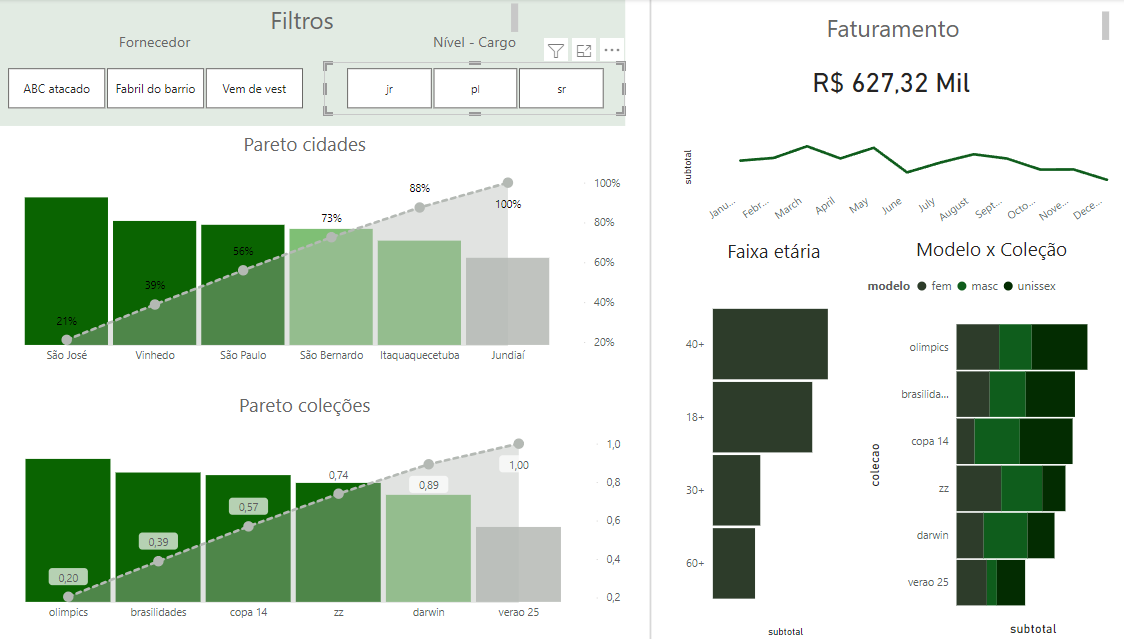 Filtros
Fornecedor
Nível - Cargo
ABC atacado
Fabril do barrio
Vem de vest
jr
pl
sr
Pareto cidades
100%
80%
60%
40%
20%
21%
39%
56%
73%
88%
100%
São José
Vinhedo
São Paulo
São Bernardo
Itaquaquecetuba
Jundiaí
Pareto coleções
1,0
0,8
0,6
0,4
0,2
0,20
0,39
0,57
0,74
0,89
1,00
olimpics
brasilidades
copa 14
zz
darwin
verao 25
Faturamento
R$ 627,32 Mil
subtotal
Janu...
Febr...
March
April
May
June
July
August
Sept...
Octo...
Nove...
Dece...
Faixa etária
40+
18+
30+
60+
subtotal
Modelo x Coleção
modelo fem masc unissex
colecao
olimpics
brasilida...
copa 14
zz
darwin
verao 25
subtotal